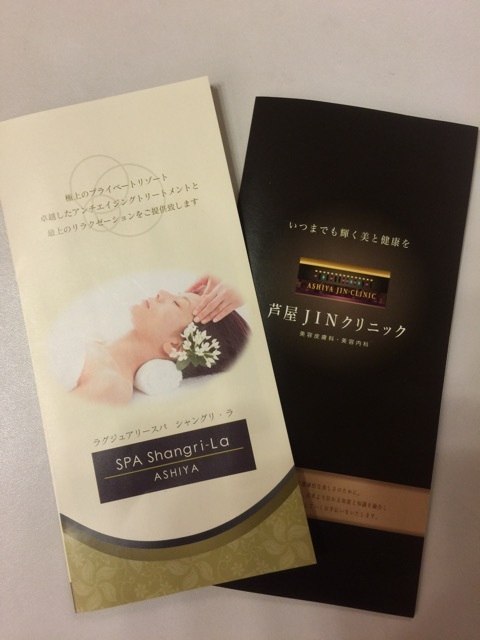 極上のプライベートリゾート
卓越したアンチエイジングトリートメントと
最上のリラクゼーションをご提供致します
ラグジュアリースパ シャングリ・ラ
SPA Shangri-La
ASHIYA
いつまでも輝く美と健康を
ASHIYA JIN CLINIC
芦屋JINクリニック
美容皮膚科・美容内科